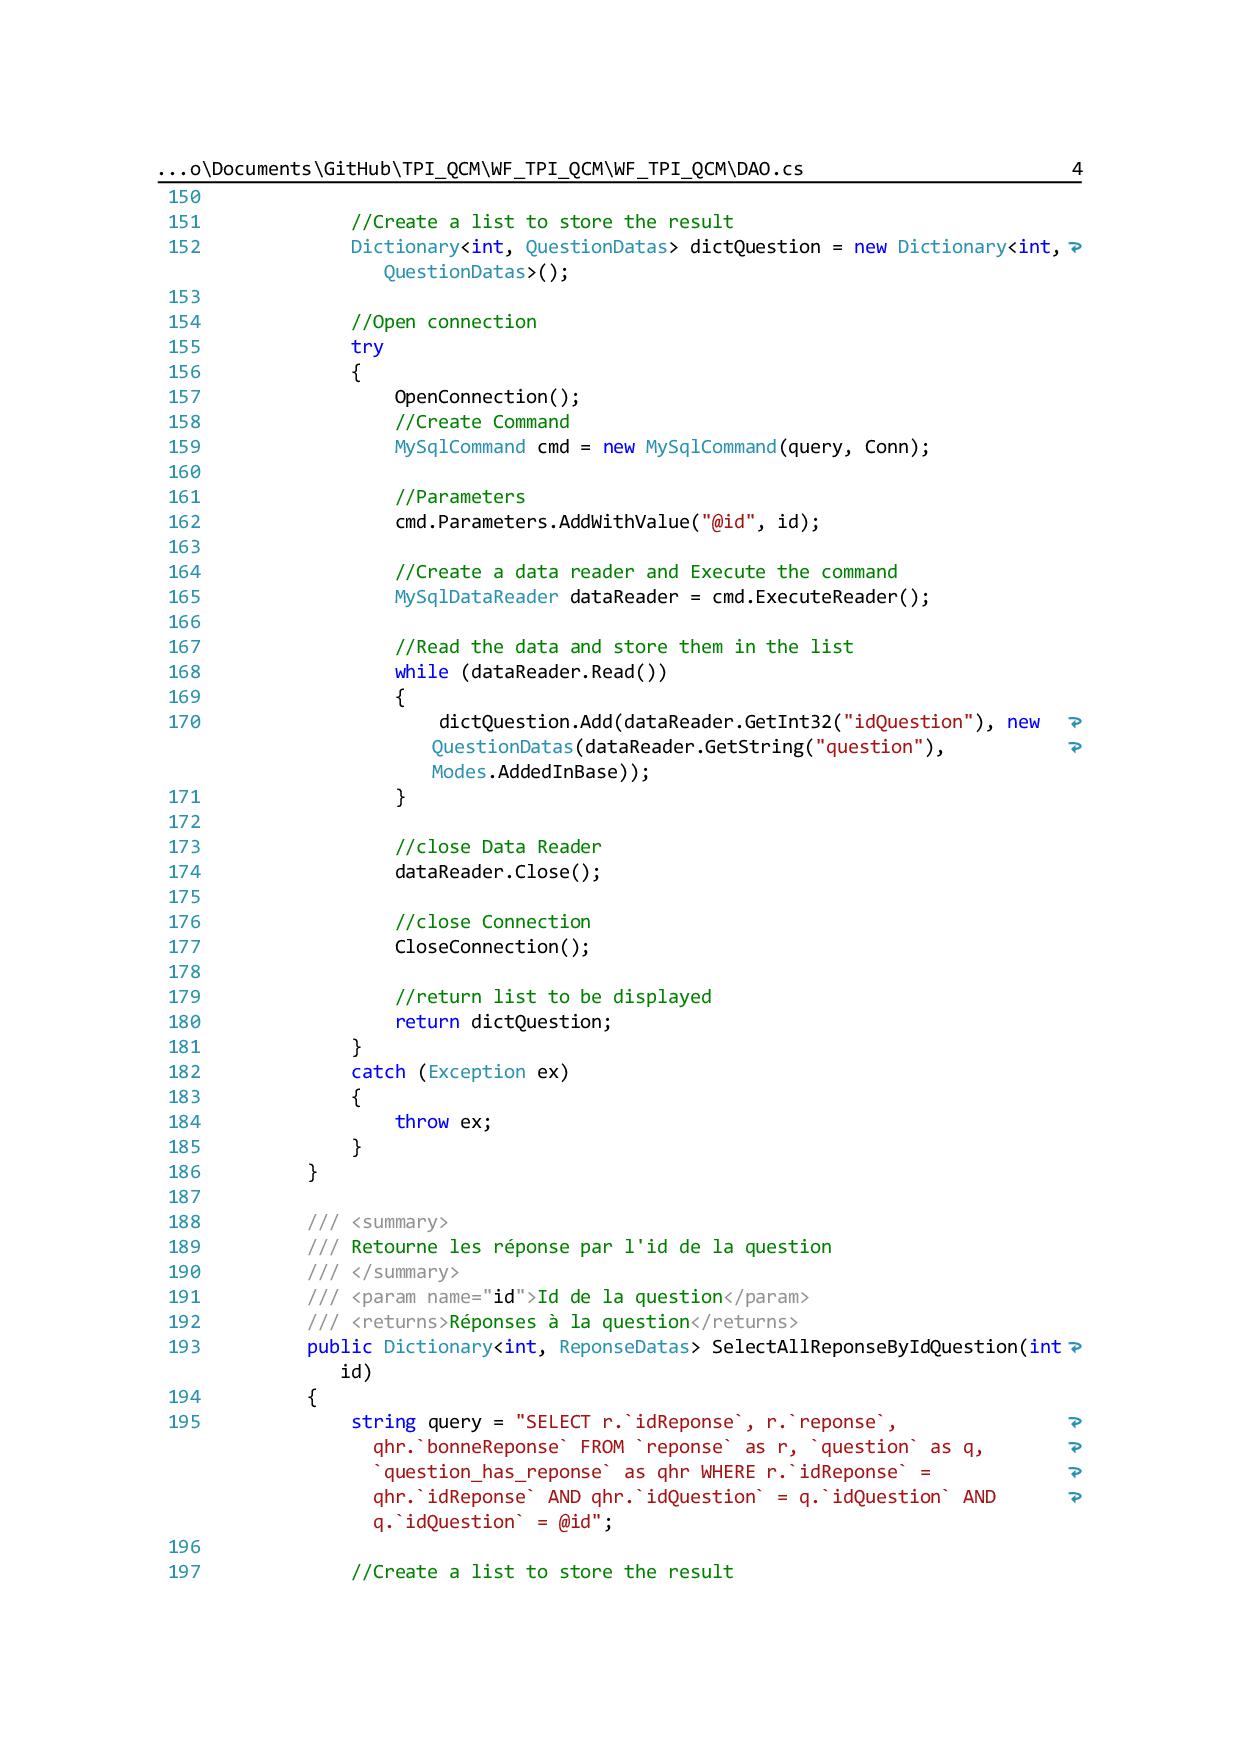 ...o\Documents\GitHub\TPI_QCM\WF_TPI_QCM\WF_TPI_QCM\DAO.cs 4
150
151 //Create a list to store the result
152 Dictionary<int, QuestionDatas> dictQuestion = new Dictionary<int,
QuestionDatas>();
153
154 //Open connection
155 try
156 {
157 OpenConnection();
158 //Create Command
159 MySqlCommand cmd = new MySqlCommand(query, Conn);
160
161 //Parameters
162 cmd.Parameters.AddWithValue("@id", id);
163
164 //Create a data reader and Execute the command
165 MySqlDataReader dataReader = cmd.ExecuteReader();
166
167 //Read the data and store them in the list
168 while (dataReader.Read())
169 {
170 dictQuestion.Add(dataReader.GetInt32("idQuestion"), new
QuestionDatas(dataReader.GetString("question"),
Modes.AddedInBase));
171 }
172
173 //close Data Reader
174 dataReader.Close();
175
176 //close Connection
177 CloseConnection();
178
179 //return list to be displayed
180 return dictQuestion;
181 }
182 catch (Exception ex)
183 {
184 throw ex;
185 }
186 }
187
188 /// <summary>
189 /// Retourne les réponse par l'id de la question
190 /// </summary>
191 /// <param name="id">Id de la question</param>
192 /// <returns>Réponses à la question</returns>
193 public Dictionary<int, ReponseDatas> SelectAllReponseByIdQuestion(int
id)
194 {
195 string query = "SELECT r.`idReponse`, r.`reponse`,
qhr.`bonneReponse` FROM `reponse` as r, `question` as q,
`question_has_reponse` as qhr WHERE r.`idReponse` =
qhr.`idReponse` AND qhr.`idQuestion` = q.`idQuestion` AND
q.`idQuestion` = @id";
196
197 //Create a list to store the result